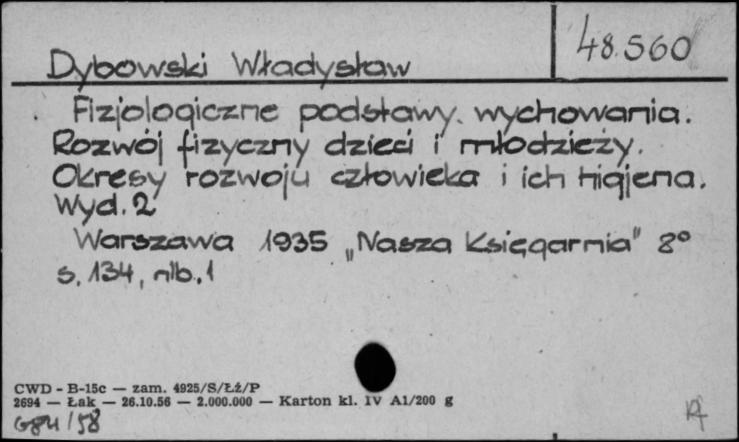 48.560
Dybowski Władysław
Fizjologiczne podstawy wychowania.
Rozwój fizyczny dzieci i młodzieży.
Okresy rozwoju człowieka i ich higjena.
Wyd. 2
Warszawa 1935 „Nasza Księgarnia" 8°
s. 134, nlb. 1
CWD - B-15c — zam. 4925/S/Łź/P
2694 — Łak — 26.10.56 — 2.000.000 — Karton kl. IV A1/200 g
G84/58